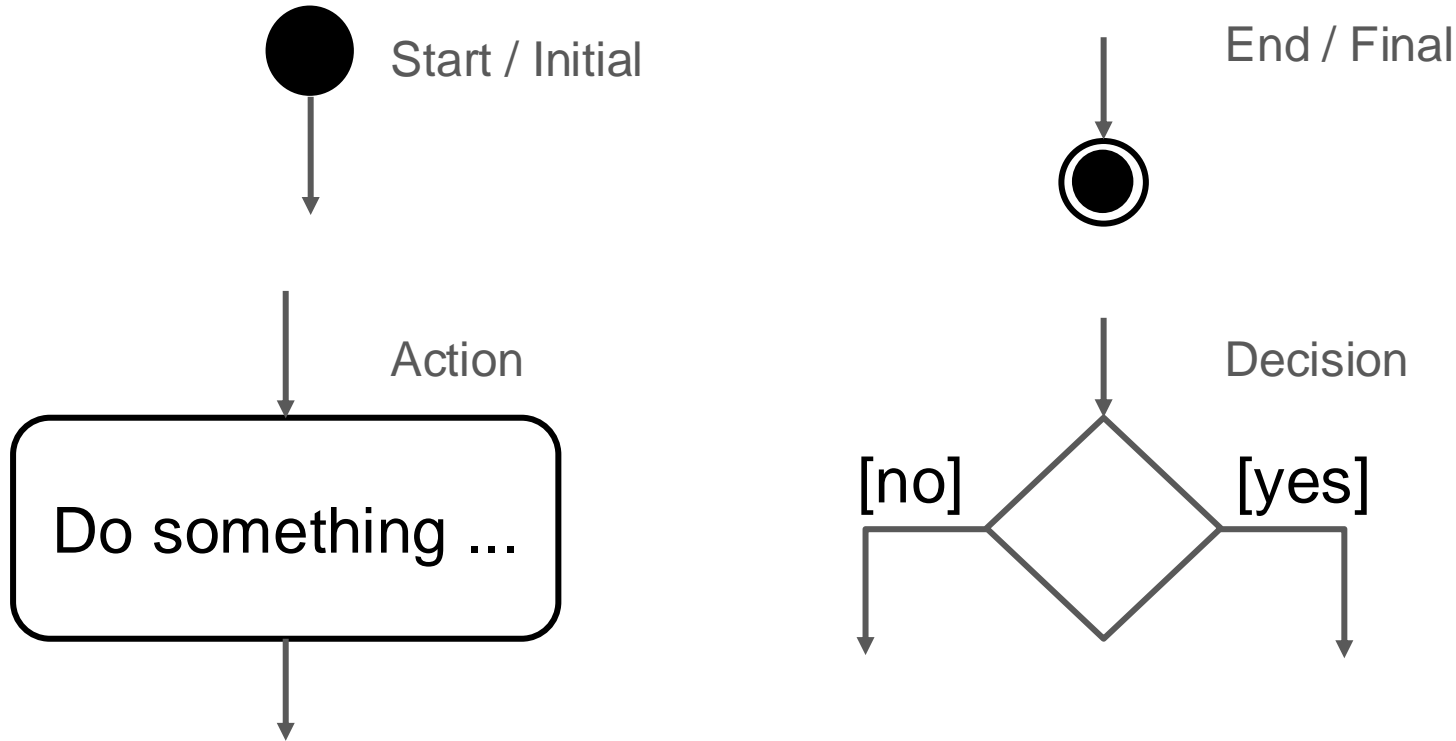 Start / Initial
End / Final
Action
Decision
Do something ...
[no]
[yes]